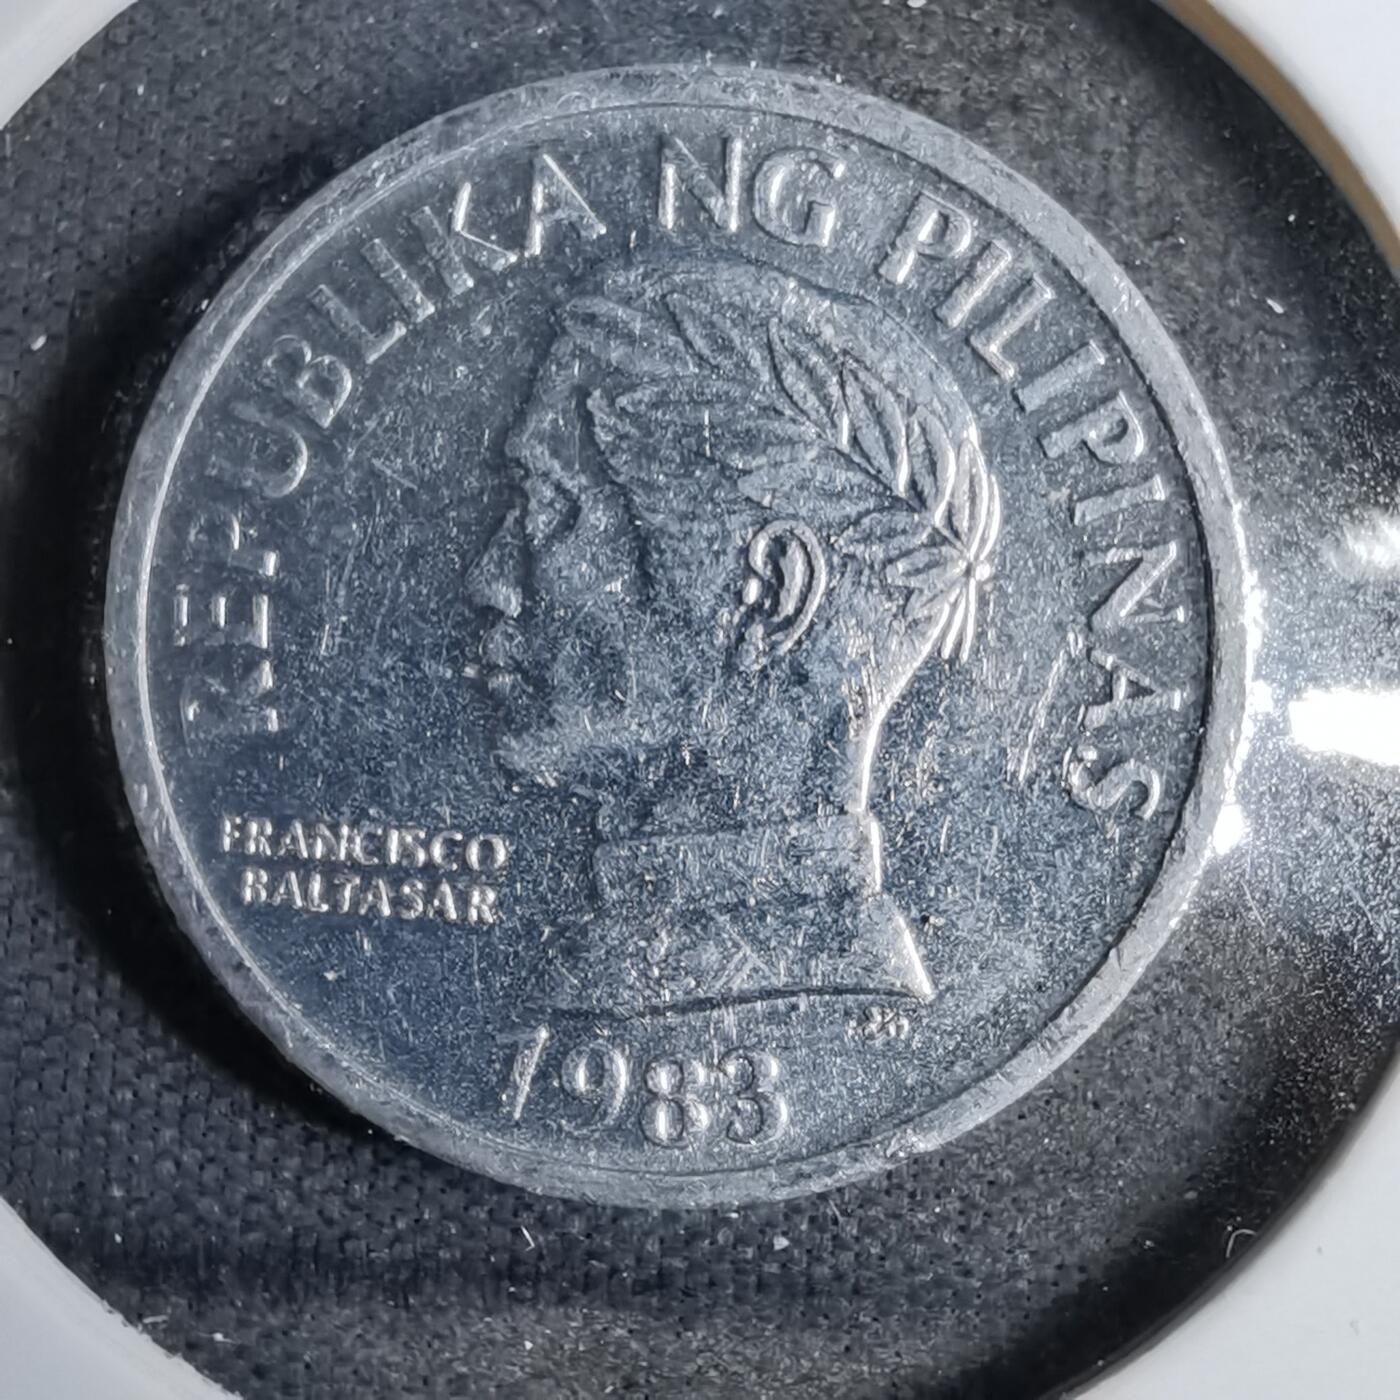 REPUBLIKA NG PILIPINAS
FRANCISCO
BALTASAR
1983